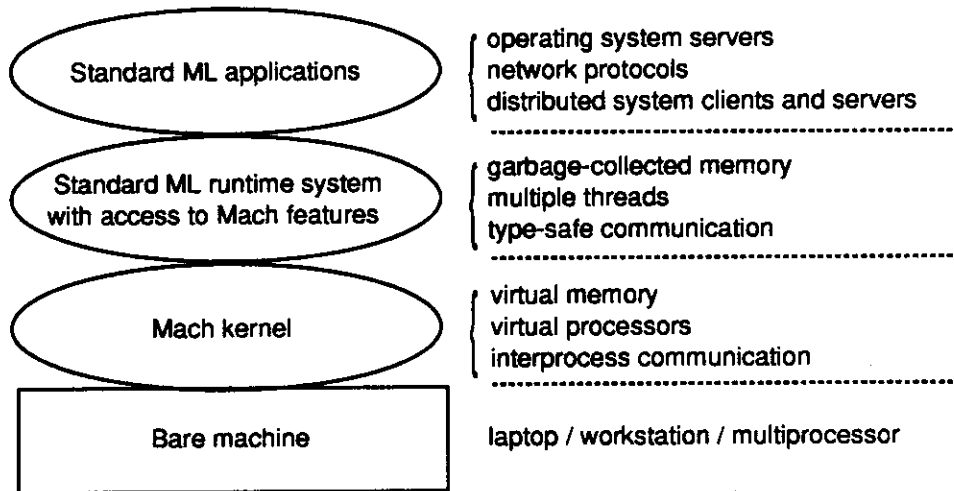 Standard ML applications
operating system servers
network protocols
distributed system clients and servers
Standard ML runtime system
with access to Mach features
garbage-collected memory
multiple threads
type-safe communication
Mach kernel
virtual memory
virtual processors
interprocess communication
Bare machine
laptop / workstation / multiprocessor